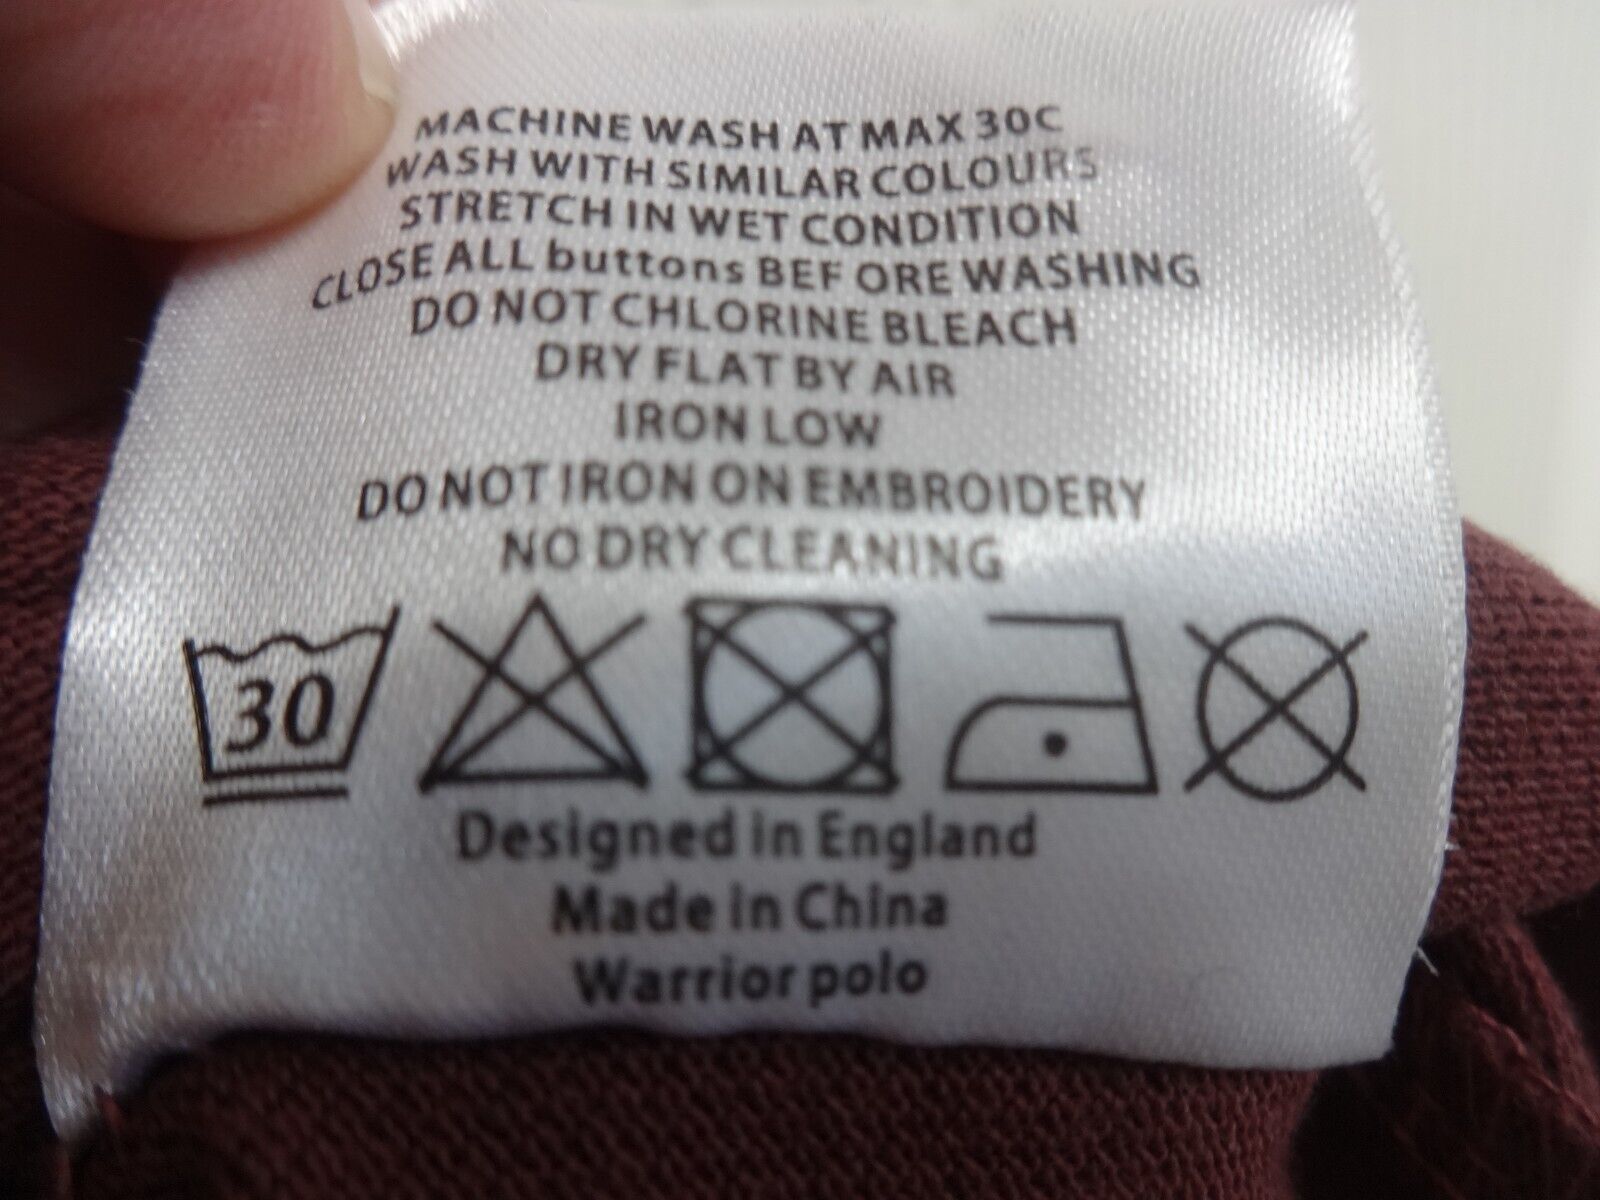 MACHINE WASH AT MAX 30C
WASH WITH SIMILAR COLOURS
STRETCH IN WET CONDITION
CLOSE ALL buttons BEF ORE WASHING
DO NOT CHLORINE BLEACH
DRY FLAT BY AIR
IRON LOW
DO NOT IRON ON EMBROIDERY
NO DRY CLEANING
30
Designed in England
Made in China
Warrior polo